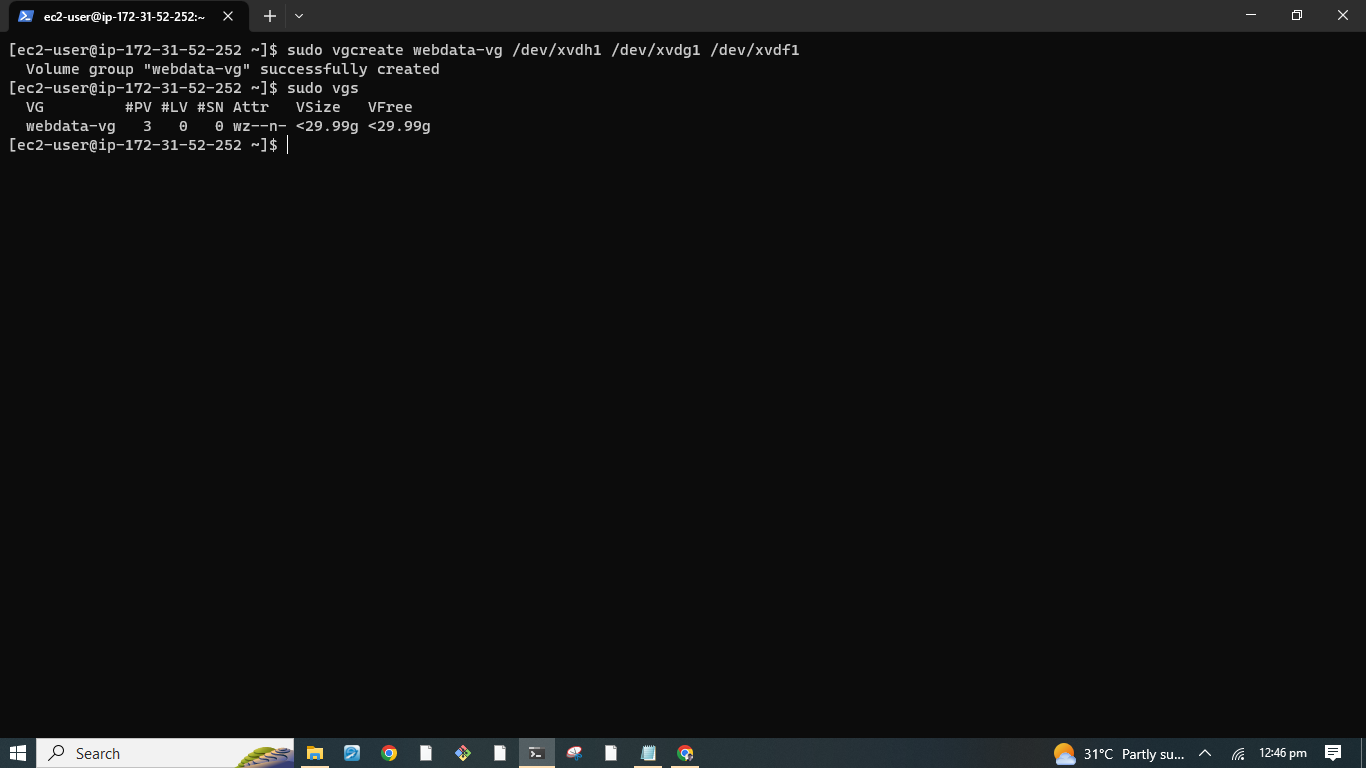 ec2-user@ip-172-31-52-252:~
[ec2-user@ip-172-31-52-252 ~]$ sudo vgcreate webdata-vg /dev/xvdh1 /dev/xvdg1 /dev/xvdf1
  Volume group "webdata-vg" successfully created
[ec2-user@ip-172-31-52-252 ~]$ sudo vgs
  VG         #PV #LV #SN Attr   VSize   VFree
  webdata-vg   3   0   0 wz--n- <29.99g <29.99g
[ec2-user@ip-172-31-52-252 ~]$
Search
31°C Partly su...
12:46 pm